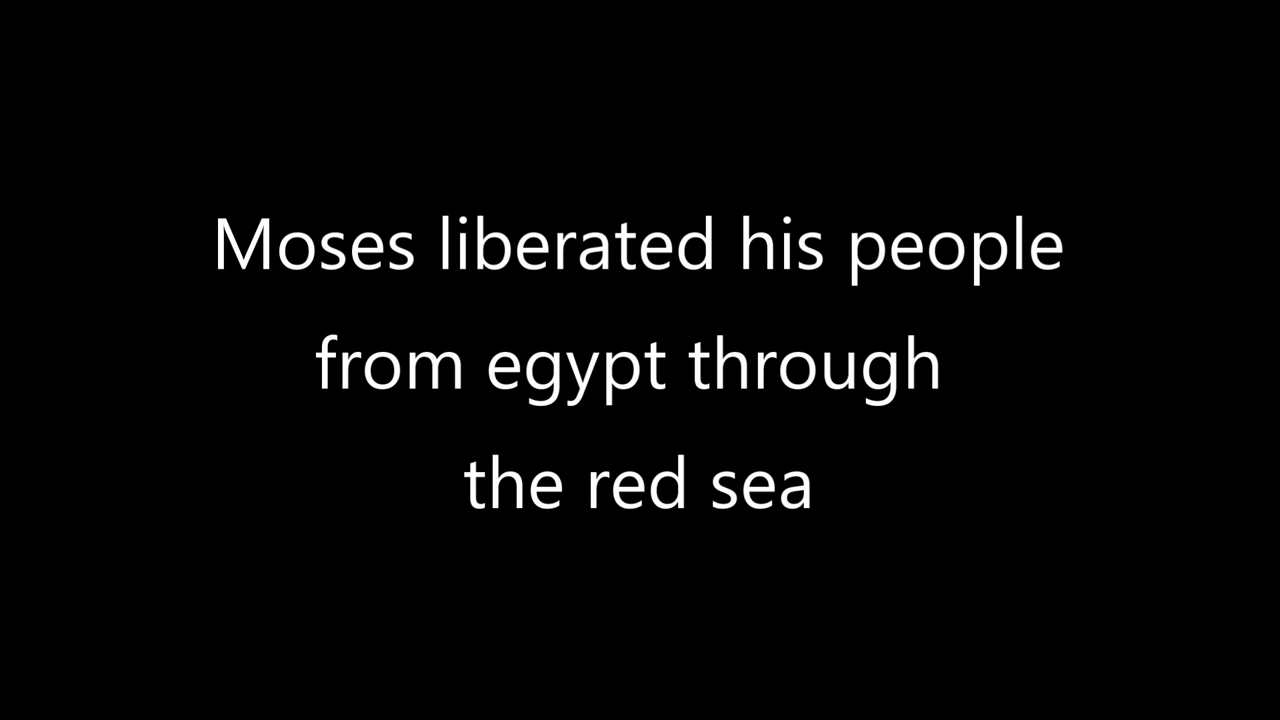 Moses liberated his people
from egypt through
the red sea